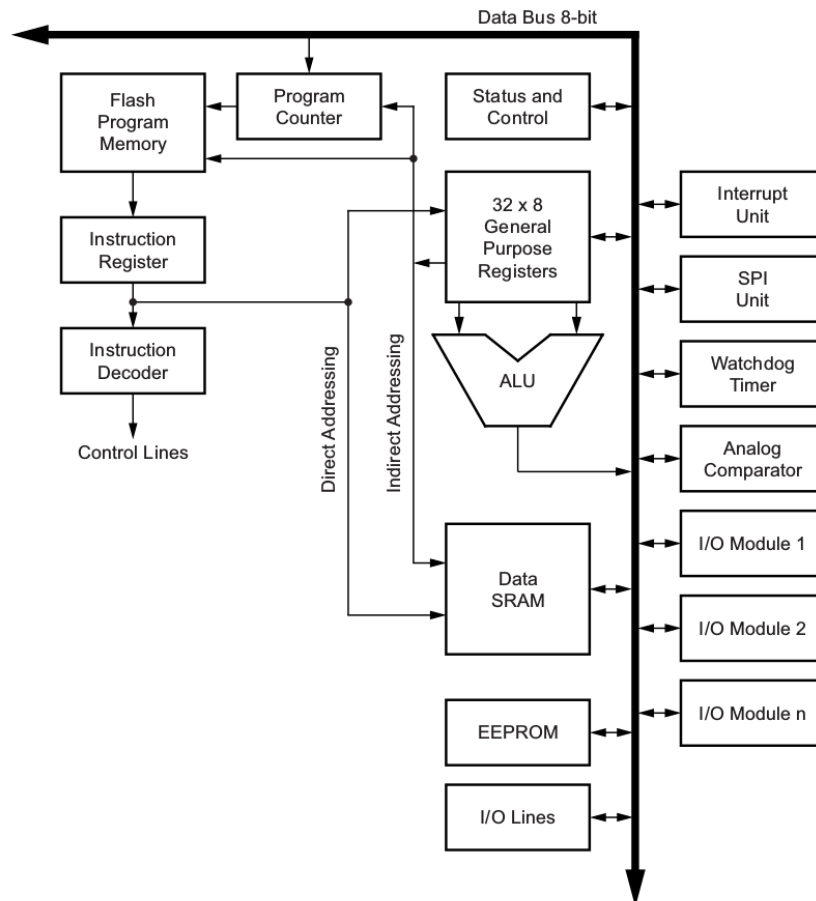 Data Bus 8-bit
Flash
Program
Memory
Program
Counter
Status and
Control
32 x 8
General
Purpose
Registers
Interrupt
Unit
Instruction
Register
SPI
Unit
Instruction
Decoder
ALU
Watchdog
Timer
Control Lines
Direct Addressing
Indirect Addressing
Analog
Comparator
Data
SRAM
I/O Module 1
I/O Module 2
EEPROM
I/O Module n
I/O Lines